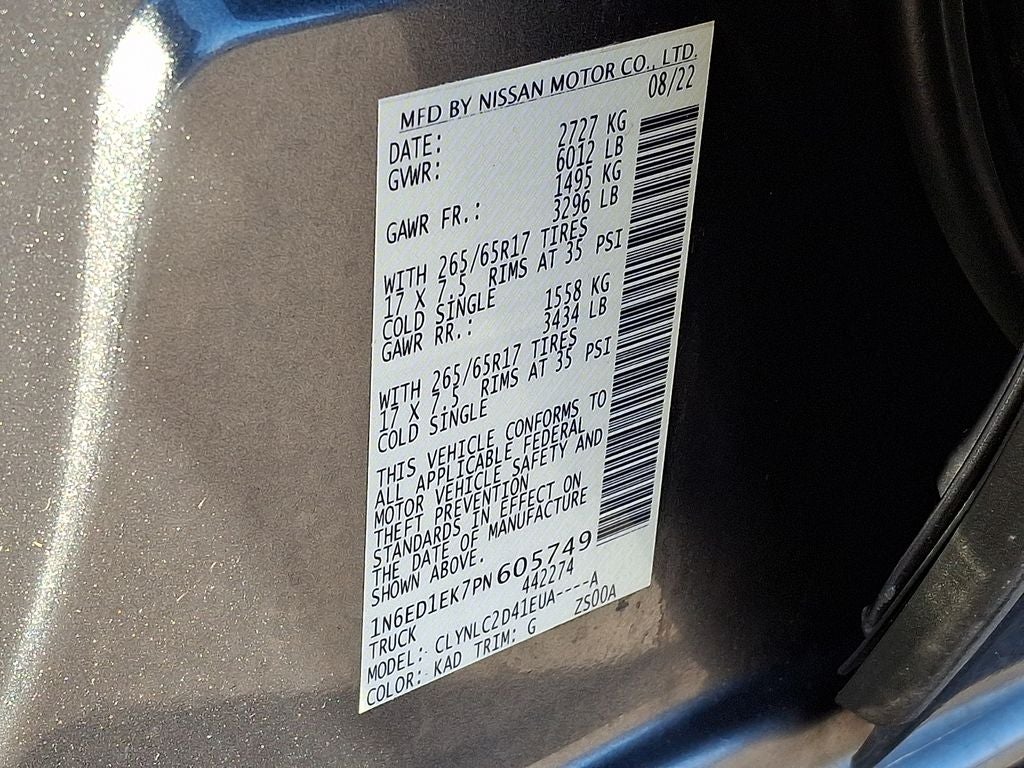 MFD BY NISSAN MOTOR CO., LTD.
DATE: 08/22
GVWR: 2727 KG
6012 LB
GAWR FR.: 1495 KG
3296 LB
WITH 265/65R17 TIRES
17 X 7.5 RIMS AT 35 PSI
COLD SINGLE
GAWR RR.: 1558 KG
3434 LB
WITH 265/65R17 TIRES
17 X 7.5 RIMS AT 35 PSI
COLD SINGLE
THIS VEHICLE CONFORMS TO
ALL APPLICABLE FEDERAL
MOTOR VEHICLE SAFETY AND
THEFT PREVENTION
STANDARDS IN EFFECT ON
THE DATE OF MANUFACTURE
SHOWN ABOVE.
1N6ED1EK7PN605749
TRUCK 442274
MODEL: CLYNLC2D41EUA----A
COLOR: KAD TRIM: G ZS00A